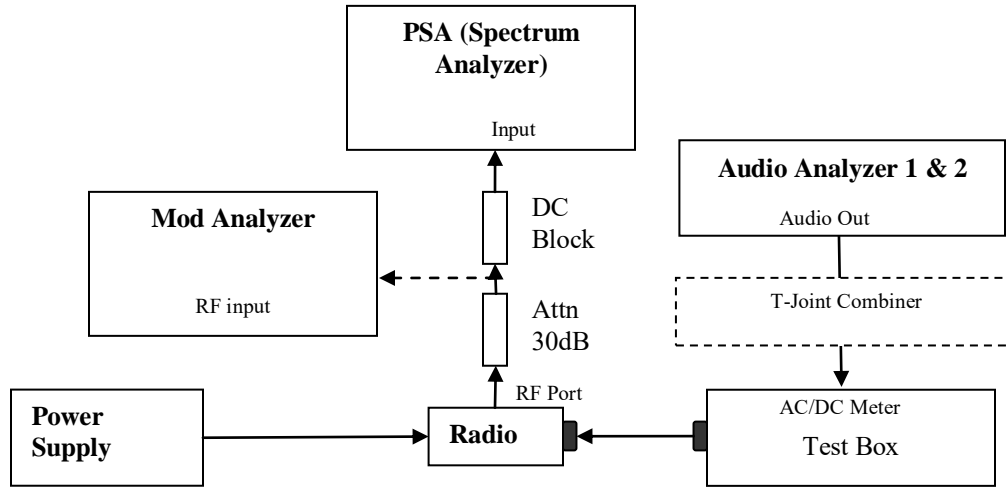 PSA (Spectrum
Analyzer)
Input
Audio Analyzer 1 & 2
Audio Out
Mod Analyzer
RF input
DC
Block
T-Joint Combiner
Attn
30dB
RF Port
Power
Supply
Radio
AC/DC Meter
Test Box